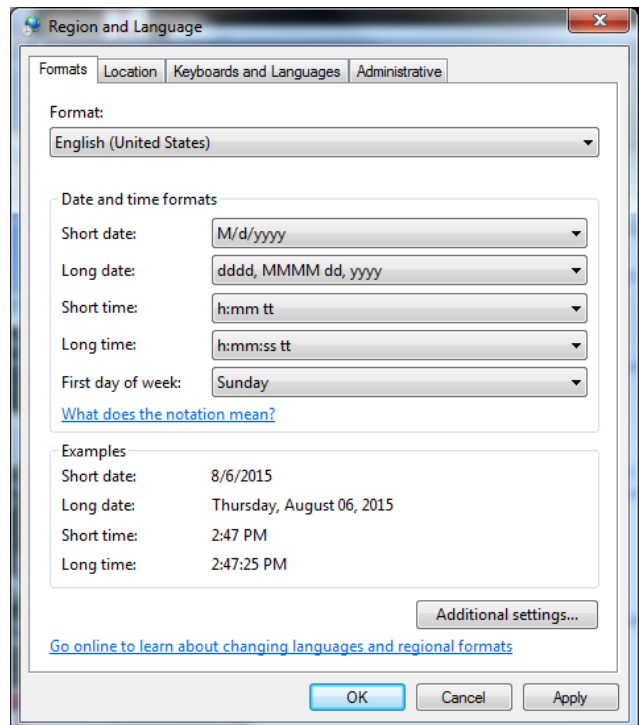 Region and Language
Formats Location Keyboards and Languages Administrative
Format:
English (United States)
Date and time formats
Short date: M/d/yyyy
Long date: dddd, MMMM dd, yyyy
Short time: h:mm tt
Long time: h:mm:ss tt
First day of week: Sunday
What does the notation mean?
Examples
Short date: 8/6/2015
Long date: Thursday, August 06, 2015
Short time: 2:47 PM
Long time: 2:47:25 PM
Additional settings...
Go online to learn about changing languages and regional formats
OK Cancel Apply